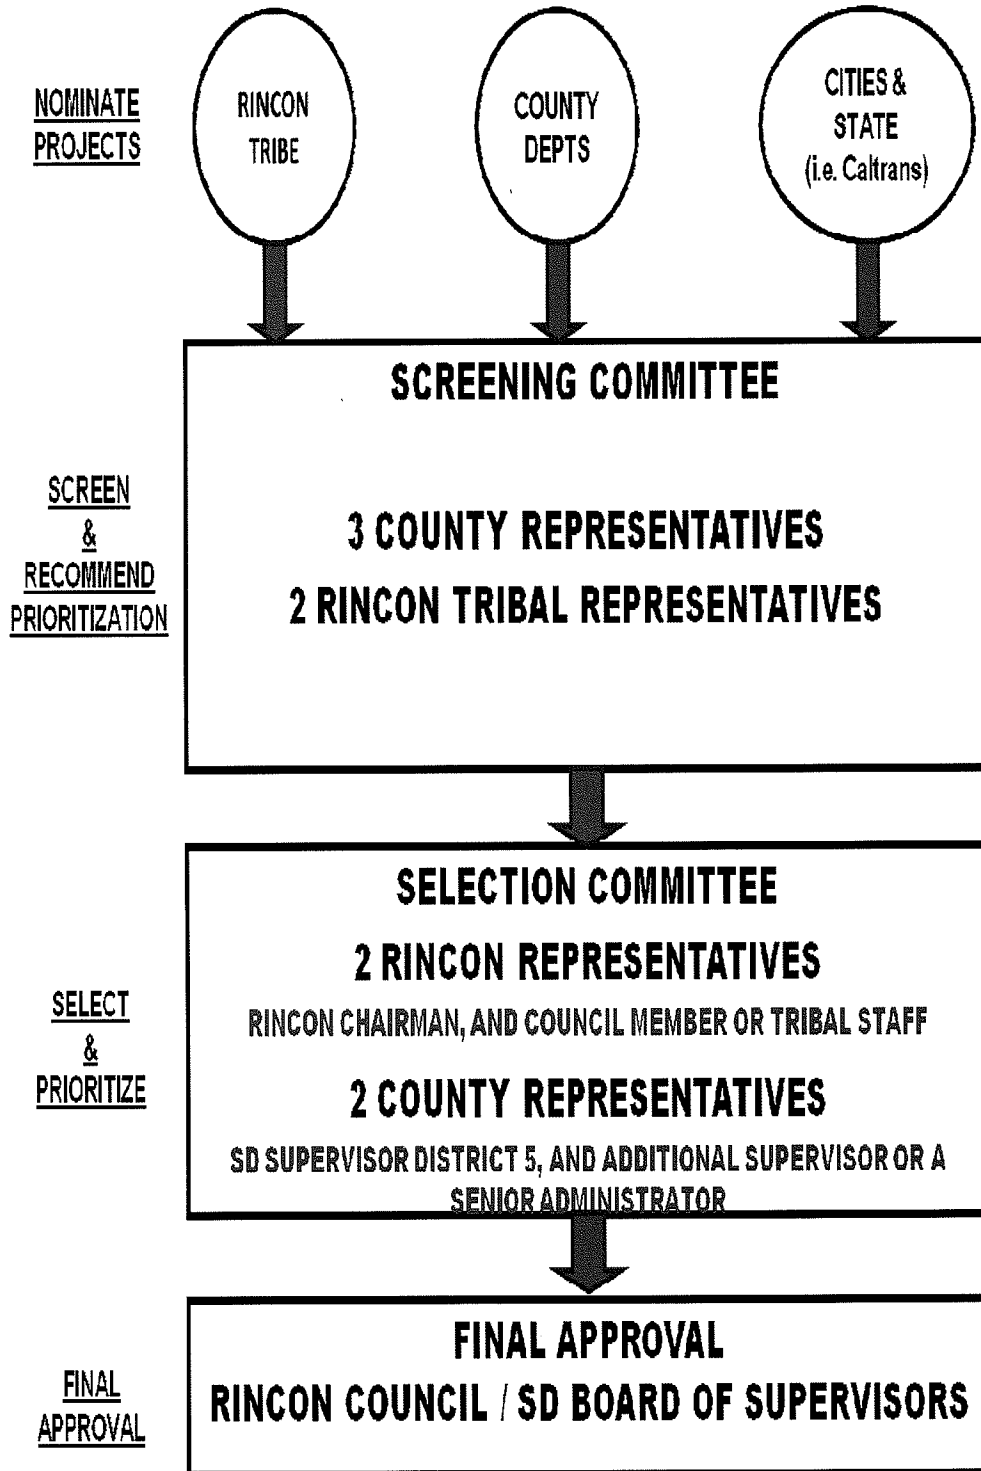 NOMINATE
PROJECTS
RINCON
TRIBE
COUNTY
DEPTS
CITIES &
STATE
(i.e. Caltrans)
SCREENING COMMITTEE
SCREEN
&
RECOMMEND
PRIORITIZATION
3 COUNTY REPRESENTATIVES
2 RINCON TRIBAL REPRESENTATIVES
SELECTION COMMITTEE
SELECT
&
PRIORITIZE
2 RINCON REPRESENTATIVES
RINCON CHAIRMAN, AND COUNCIL MEMBER OR TRIBAL STAFF
2 COUNTY REPRESENTATIVES
SD SUPERVISOR DISTRICT 5, AND ADDITIONAL SUPERVISOR OR A
SENIOR ADMINISTRATOR
FINAL
APPROVAL
FINAL APPROVAL
RINCON COUNCIL / SD BOARD OF SUPERVISORS